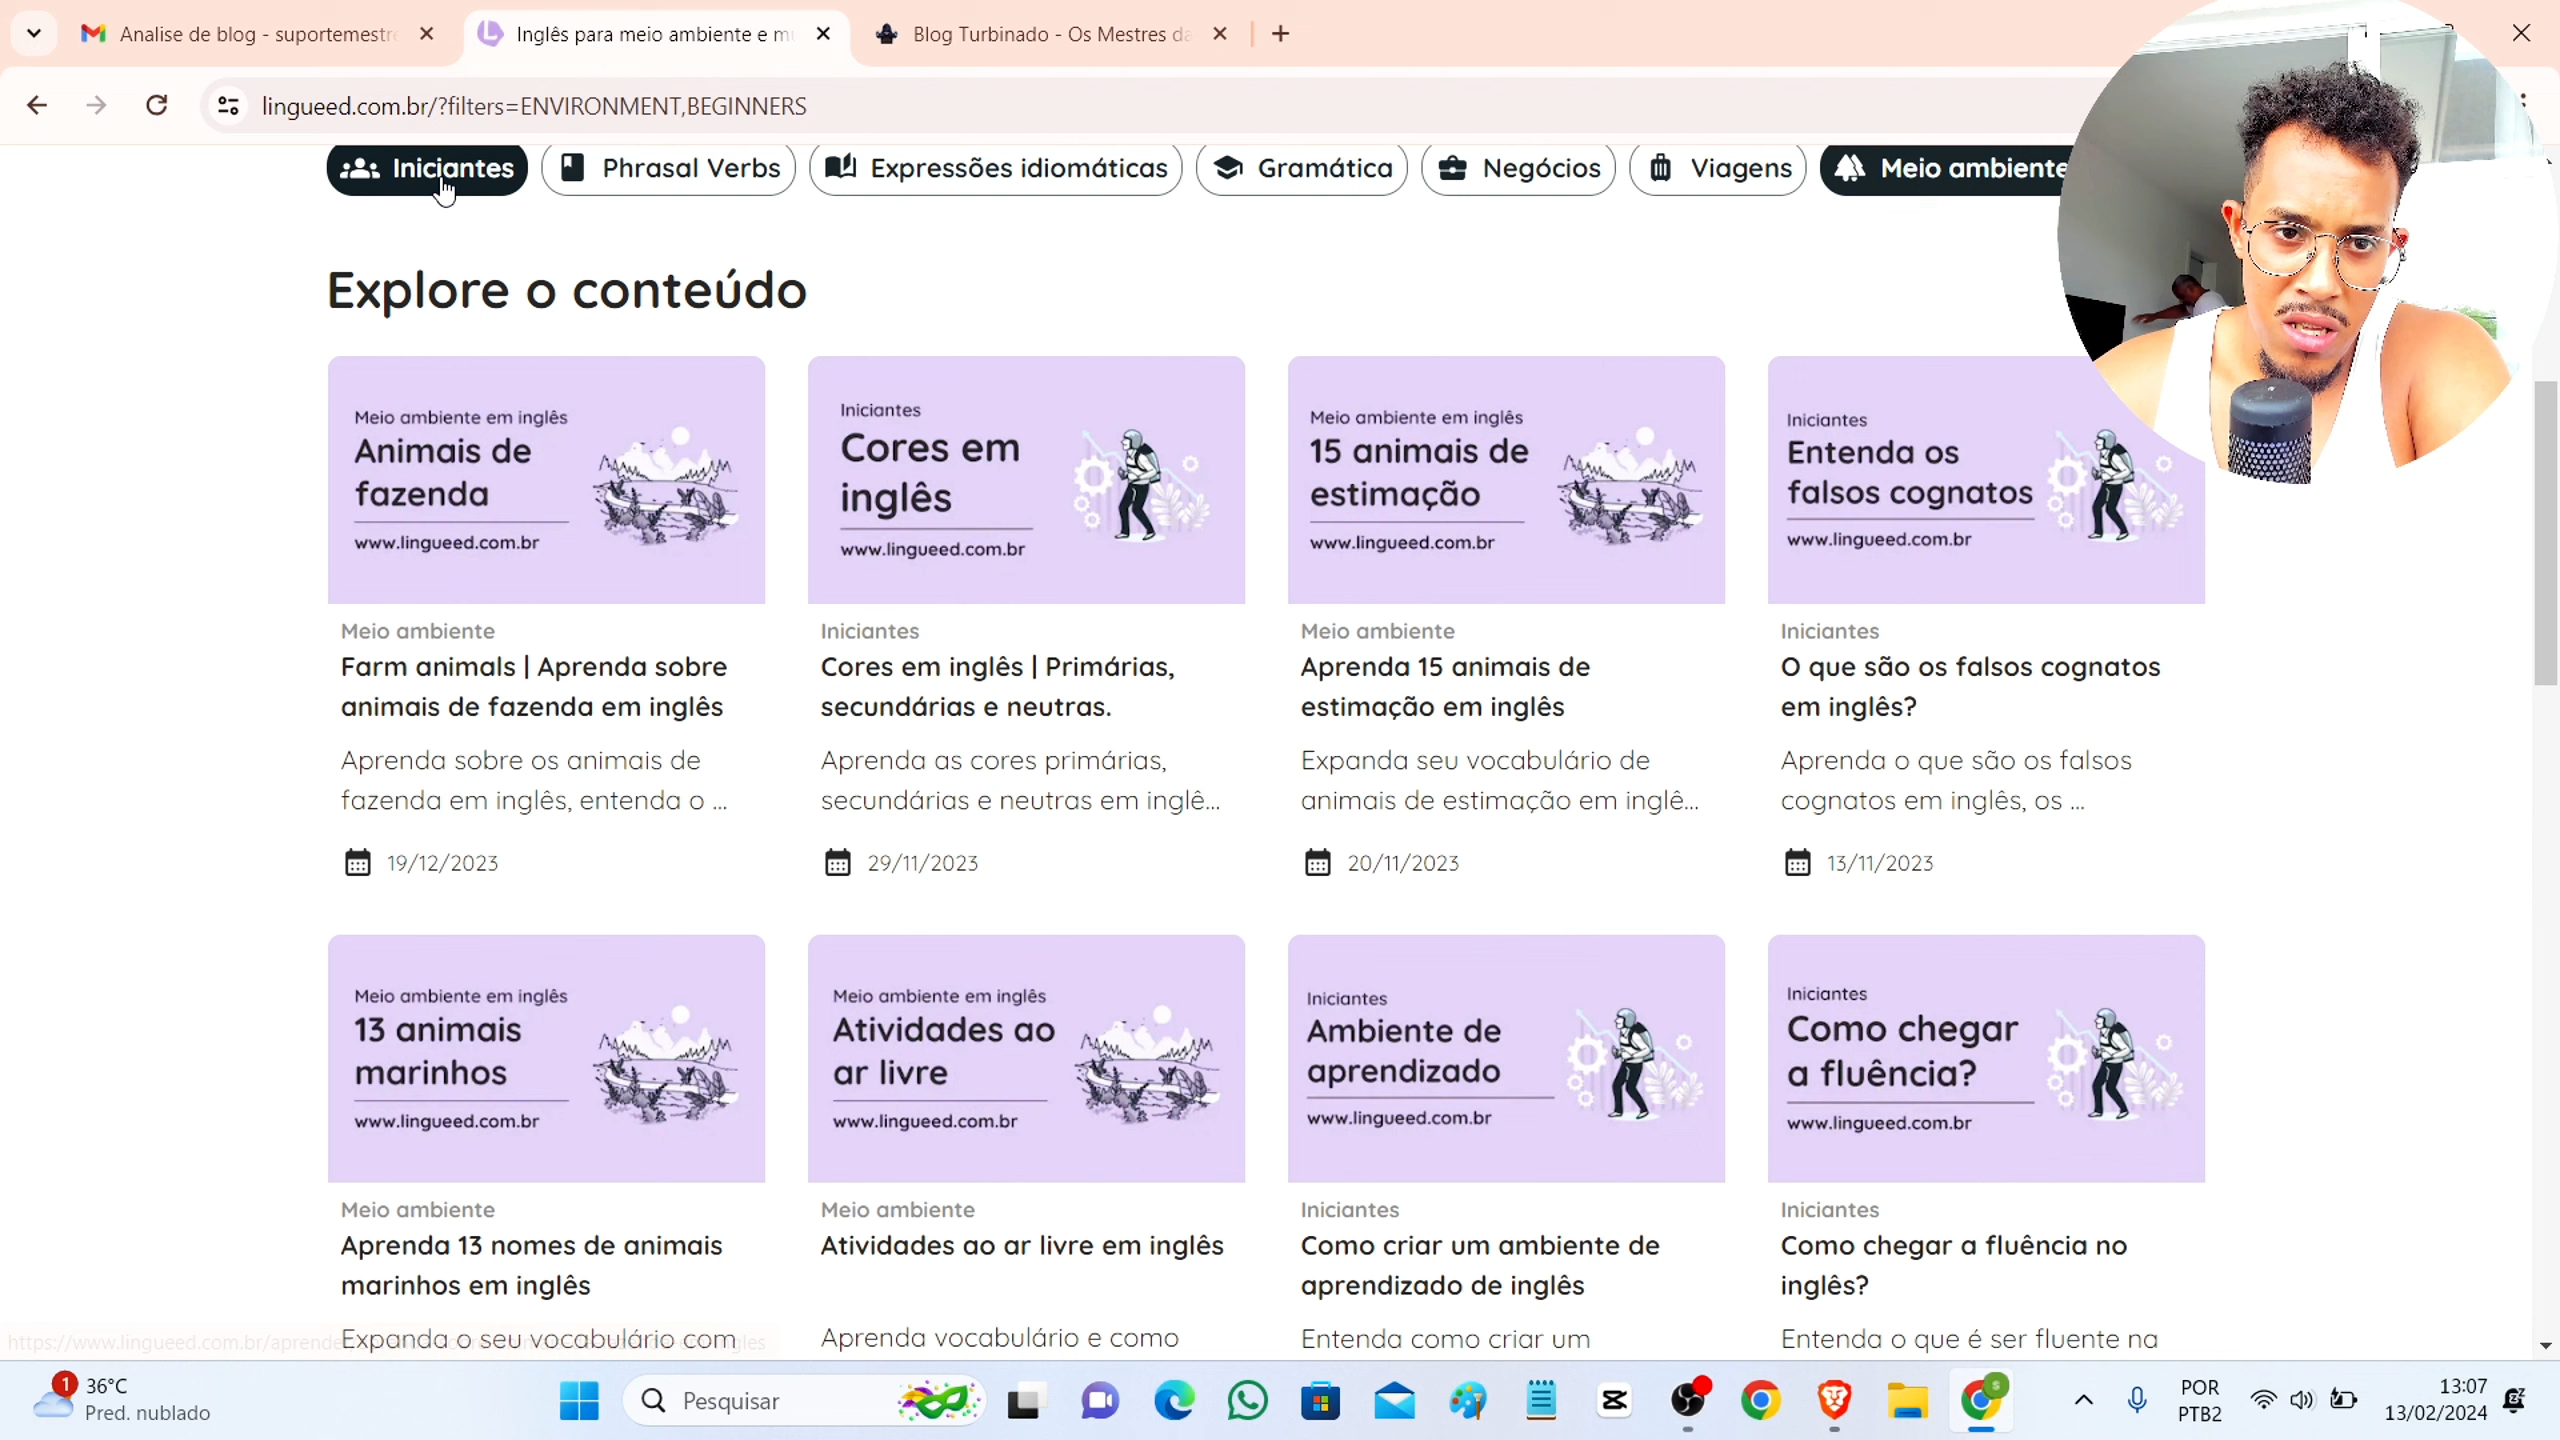 Analise de blog - suportemestr
Inglês para meio ambiente e m
Blog Turbinado - Os Mestres d
lingueed.com.br/?filters=ENVIRONMENT,BEGINNERS
Iniciantes
Phrasal Verbs
Expressões idiomáticas
Gramática
Negócios
Viagens
Meio ambiente
Explore o conteúdo
Meio ambiente em inglês
Animais de
fazenda
www.lingueed.com.br
Iniciantes
Cores em
inglês
www.lingueed.com.br
Meio ambiente em inglês
15 animais de
estimação
www.lingueed.com.br
Iniciantes
Entenda os
falsos cognatos
www.lingueed.com.br
Meio ambiente
Farm animals | Aprenda sobre
animais de fazenda em inglês
Aprenda sobre os animais de
fazenda em inglês, entenda o ...
19/12/2023
Iniciantes
Cores em inglês | Primárias,
secundárias e neutras.
Aprenda as cores primárias,
secundárias e neutras em inglê...
29/11/2023
Meio ambiente
Aprenda 15 animais de
estimação em inglês
Expanda seu vocabulário de
animais de estimação em inglê...
20/11/2023
Iniciantes
O que são os falsos cognatos
em inglês?
Aprenda o que são os falsos
cognatos em inglês, os ...
13/11/2023
Meio ambiente em inglês
13 animais
marinhos
www.lingueed.com.br
Meio ambiente em inglês
Atividades ao
ar livre
www.lingueed.com.br
Iniciantes
Ambiente de
aprendizado
www.lingueed.com.br
Iniciantes
Como chegar
a fluência?
www.lingueed.com.br
Meio ambiente
Aprenda 13 nomes de animais
marinhos em inglês
Expanda o seu vocabulário com
Meio ambiente
Atividades ao ar livre em inglês
Aprenda vocabulário e como
Iniciantes
Como criar um ambiente de
aprendizado de inglês
Entenda como criar um
Iniciantes
Como chegar a fluência no
inglês?
Entenda o que é ser fluente na
https://www.lingueed.com.br/aprende
1
36°C
Pred. nublado
Pesquisar
POR
PTB2
13:07
13/02/2024